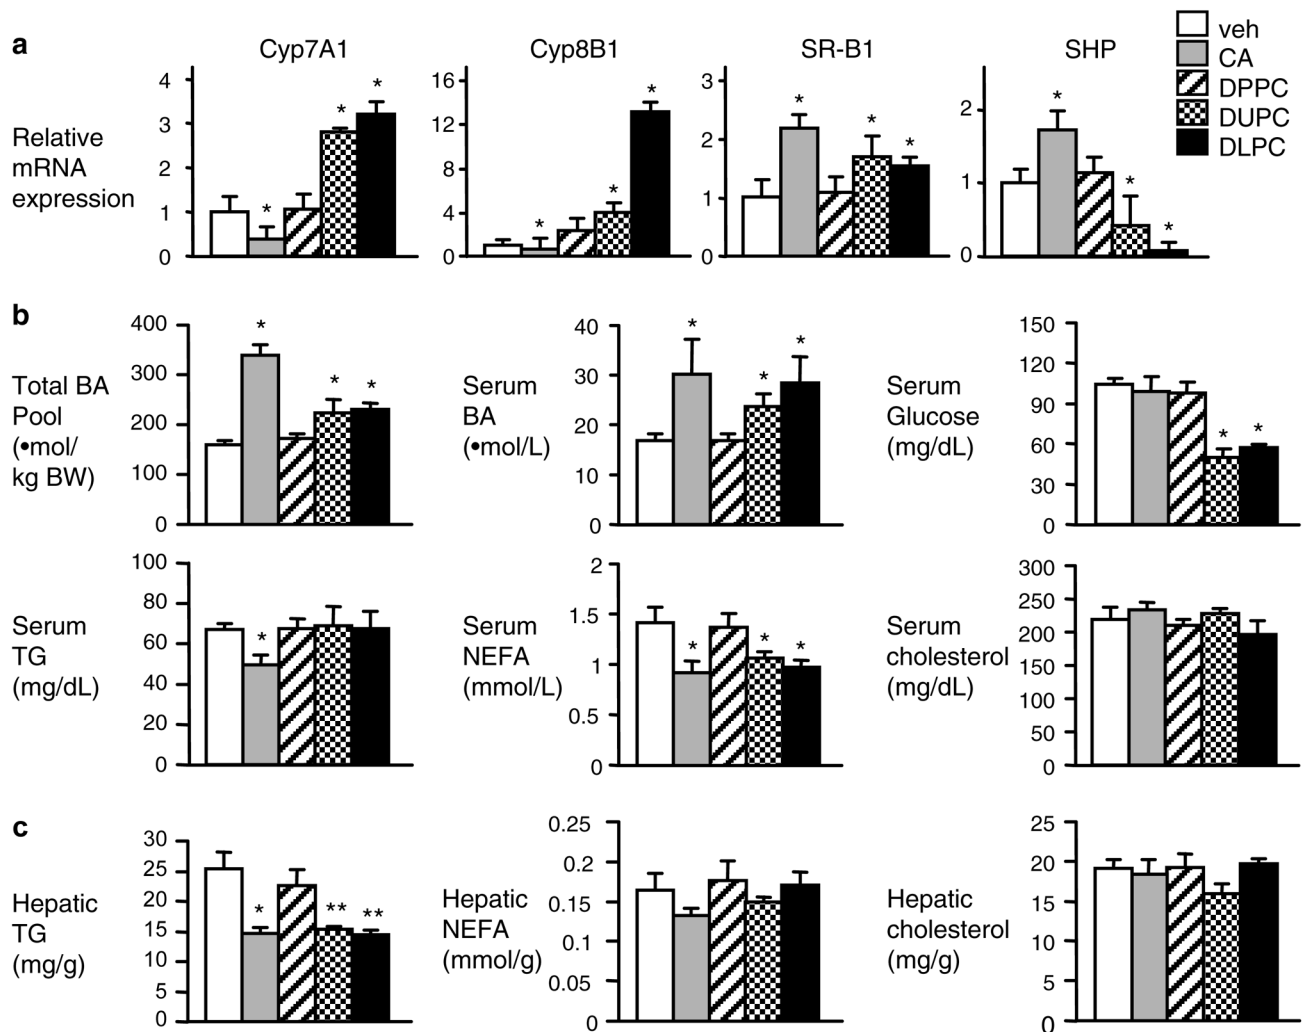 a
Cyp7A1
Cyp8B1
SR-B1
SHP
veh
CA
DPPC
DUPC
DLPC
Relative
mRNA
expression
4
3
2
1
0
* * *
16
12
8
4
0
* * *
3
2
1
0
* * *
2
1
0
* * *
b
Total BA
Pool
(•mol/
kg BW)
400
300
200
100
0
* * *
Serum
BA
(•mol/L)
40
30
20
10
0
* * *
Serum
Glucose
(mg/dL)
150
120
90
60
30
0
* *
Serum
TG
(mg/dL)
100
80
60
40
20
0
*
Serum
NEFA
(mmol/L)
2
1.5
1
0.5
0
* * *
Serum
cholesterol
(mg/dL)
300
250
200
150
100
50
0
c
Hepatic
TG
(mg/g)
30
25
20
15
10
5
0
* ** **
Hepatic
NEFA
(mmol/g)
0.25
0.2
0.15
0.1
0.05
0
Hepatic
cholesterol
(mg/g)
25
20
15
10
5
0